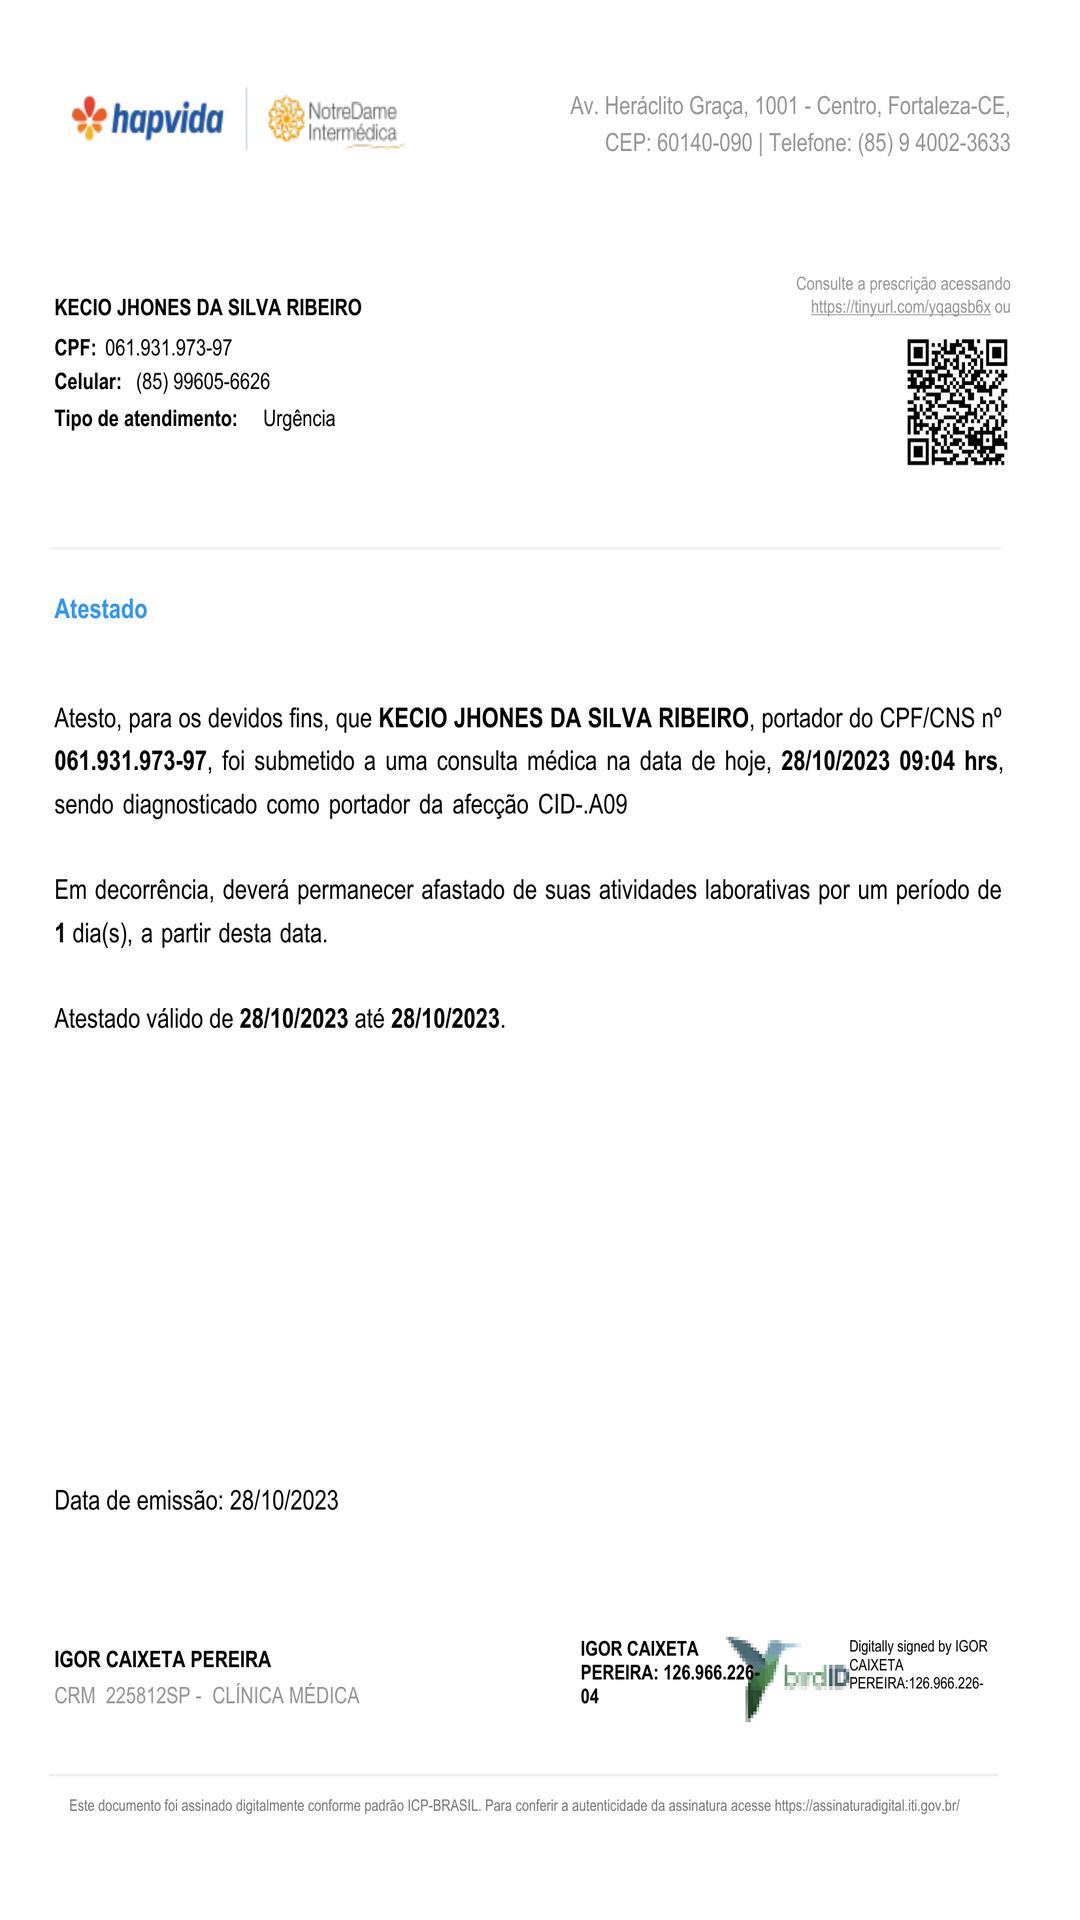 hapvida
NotreDame
Intermédica
Av. Heráclito Graça, 1001 - Centro, Fortaleza-CE,
CEP: 60140-090 | Telefone: (85) 9 4002-3633
Consulte a prescrição acessando
https://tinyurl.com/yqagsb6x ou
KECIO JHONES DA SILVA RIBEIRO
CPF: 061.931.973-97
Celular: (85) 99605-6626
Tipo de atendimento: Urgência
Atestado
Atesto, para os devidos fins, que KECIO JHONES DA SILVA RIBEIRO, portador do CPF/CNS nº
061.931.973-97, foi submetido a uma consulta médica na data de hoje, 28/10/2023 09:04 hrs,
sendo diagnosticado como portador da afecção CID-.A09
Em decorrência, deverá permanecer afastado de suas atividades laborativas por um período de
1 dia(s), a partir desta data.
Atestado válido de 28/10/2023 até 28/10/2023.
Data de emissão: 28/10/2023
IGOR CAIXETA PEREIRA
CRM 225812SP - CLÍNICA MÉDICA
IGOR CAIXETA
PEREIRA: 126.966.226-
04
birdID
Digitally signed by IGOR
CAIXETA
PEREIRA:126.966.226-
Este documento foi assinado digitalmente conforme padrão ICP-BRASIL. Para conferir a autenticidade da assinatura acesse https://assinaturadigital.iti.gov.br/